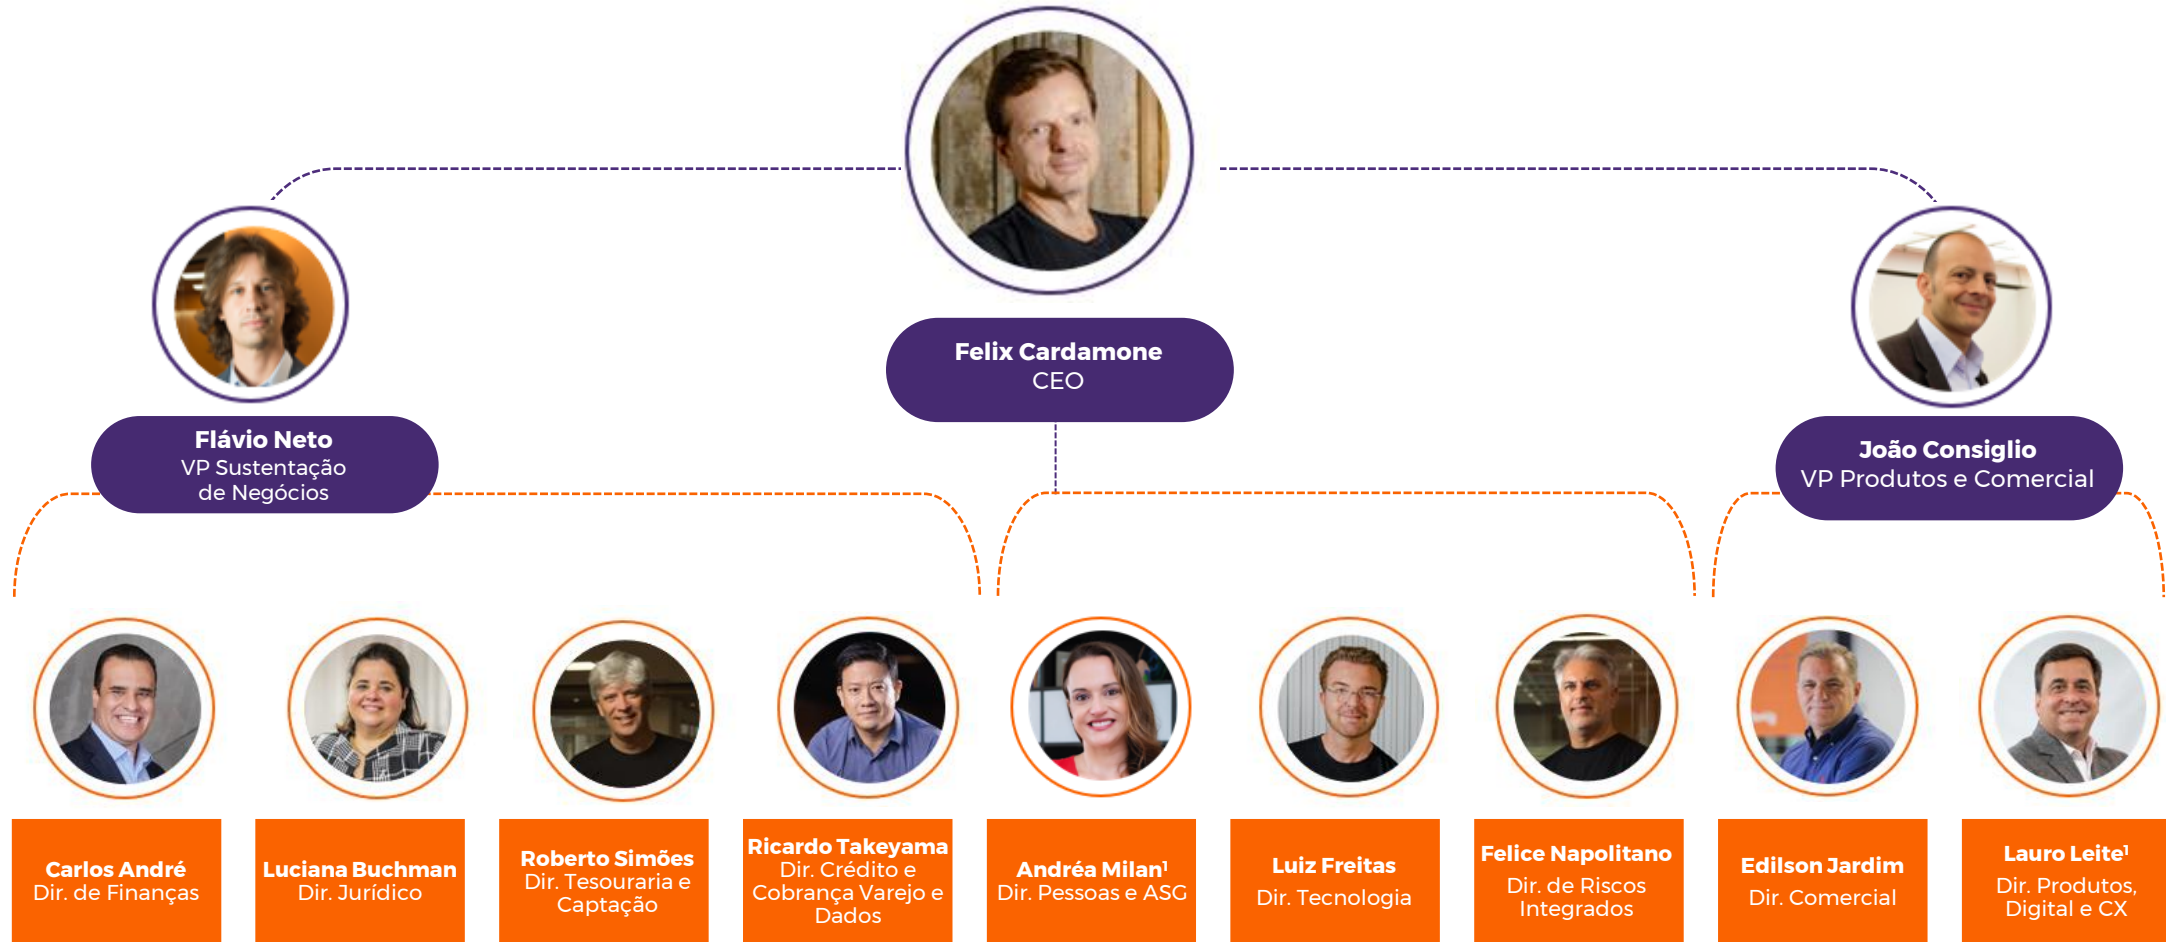 Felix Cardamone
CEO
Flávio Neto
VP Sustentação
de Negócios
João Consiglio
VP Produtos e Comercial
Carlos André
Dir. de Finanças
Luciana Buchman
Dir. Jurídico
Roberto Simões
Dir. Tesouraria e
Captação
Ricardo Takeyama
Dir. Crédito e
Cobrança Varejo e
Dados
Andréa Milan¹
Dir. Pessoas e ASG
Luiz Freitas
Dir. Tecnologia
Felice Napolitano
Dir. de Riscos
Integrados
Edilson Jardim
Dir. Comercial
Lauro Leite¹
Dir. Produtos,
Digital e CX